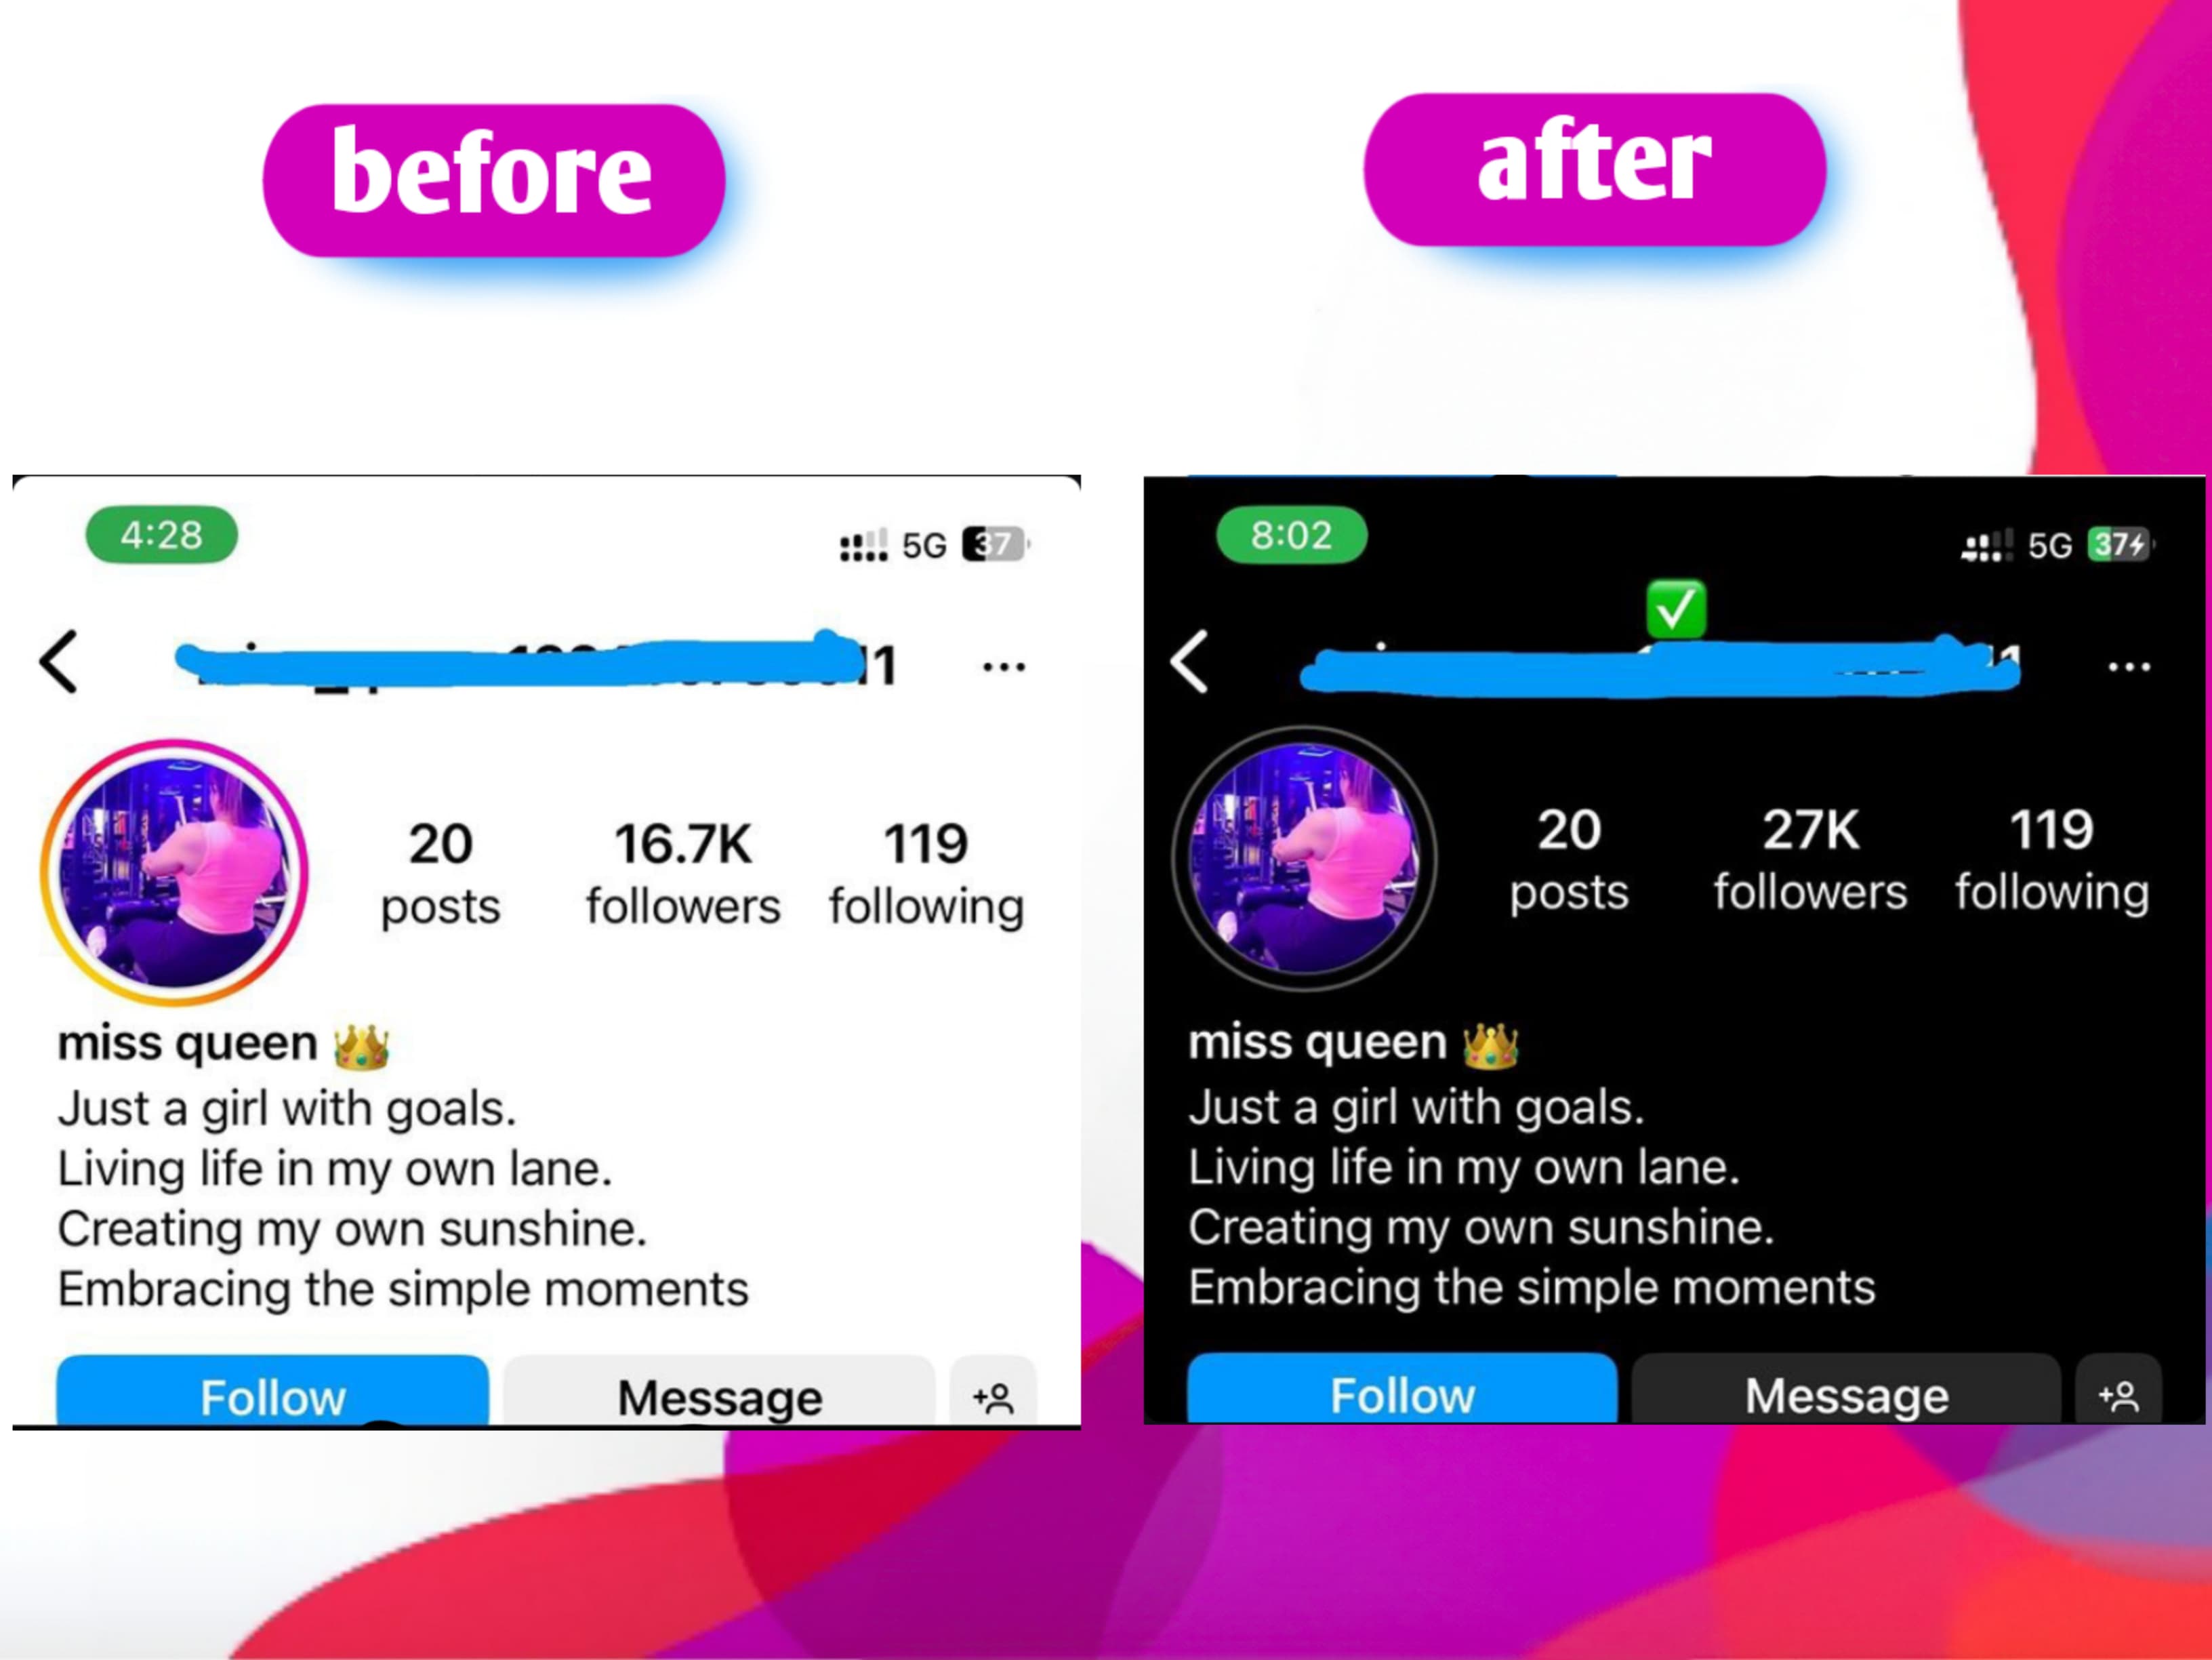 before
after
4:28
5G 37
11
20 posts
16.7K followers
119 following
miss queen 👑
Just a girl with goals.
Living life in my own lane.
Creating my own sunshine.
Embracing the simple moments
Follow
Message
8:02
5G 37
✅
20 posts
27K followers
119 following
miss queen 👑
Just a girl with goals.
Living life in my own lane.
Creating my own sunshine.
Embracing the simple moments
Follow
Message